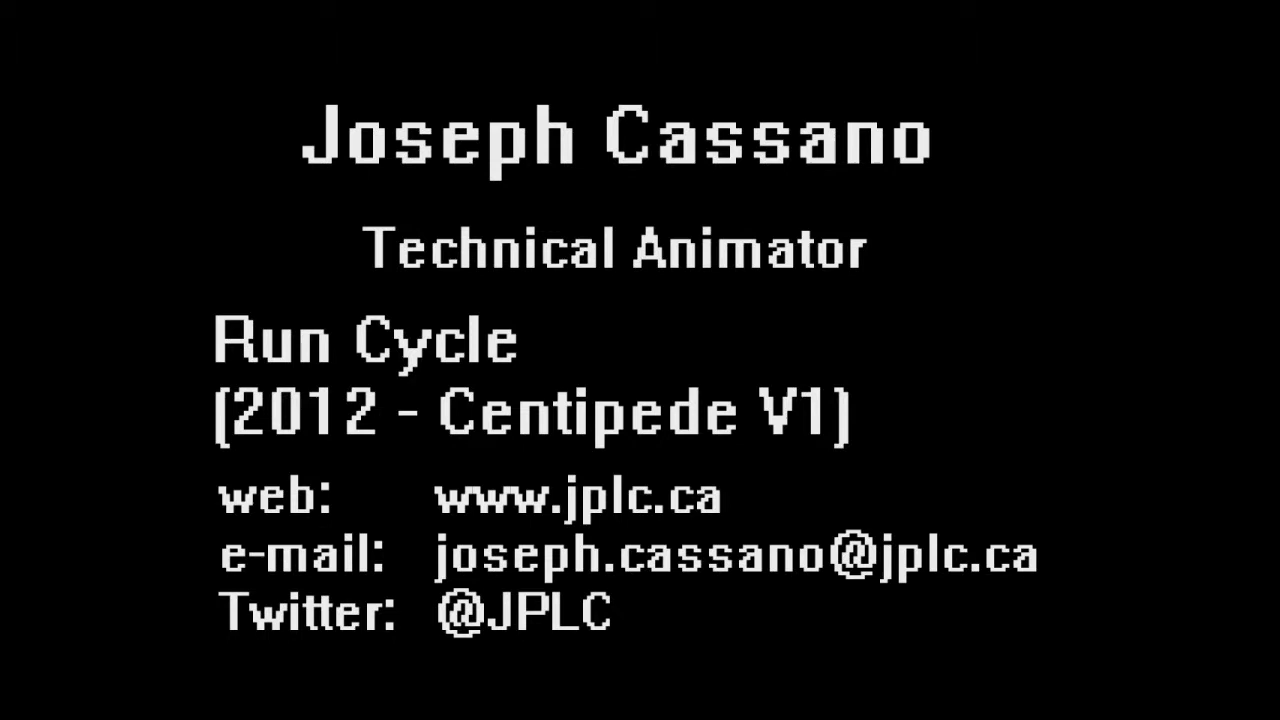 Joseph Cassano
Technical Animator
Run Cycle
(2012 - Centipede V1)
web: www.jplc.ca
e-mail: joseph.cassano@jplc.ca
Twitter: @JPLC